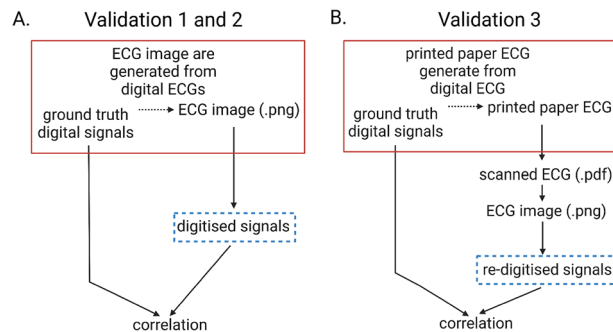 A.
Validation 1 and 2
ECG image are
generated from
digital ECGs
ground truth
digital signals
ECG image (.png)
digitised signals
correlation
B.
Validation 3
printed paper ECG
generate from
digital ECG
ground truth
digital signals
printed paper ECG
scanned ECG (.pdf)
ECG image (.png)
re-digitised signals
correlation